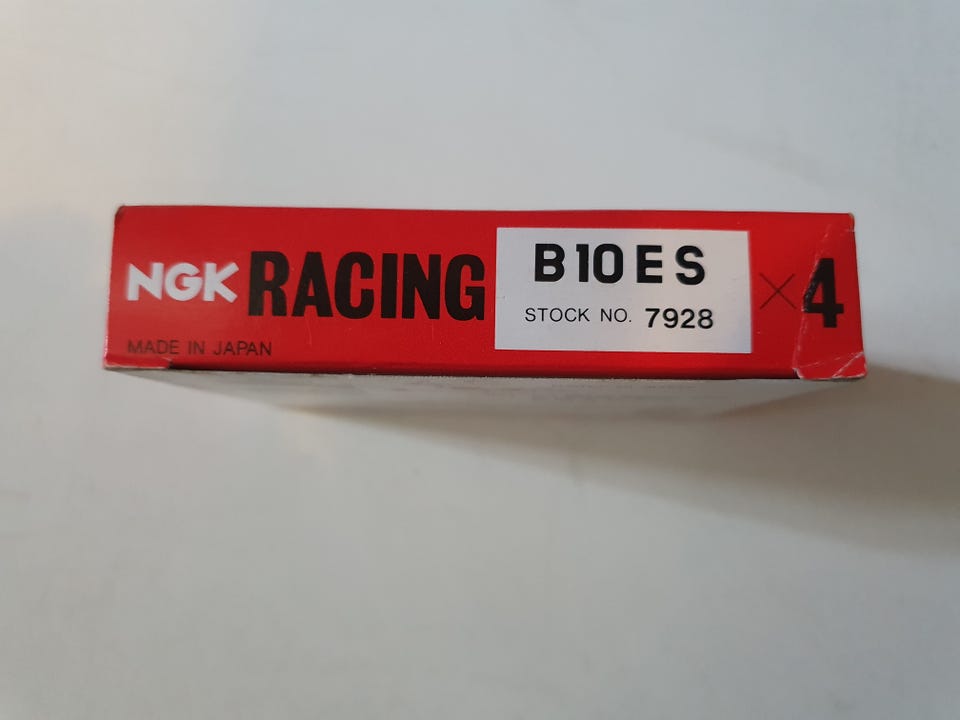 NGK RACING B10ES ×4
STOCK NO. 7928
MADE IN JAPAN